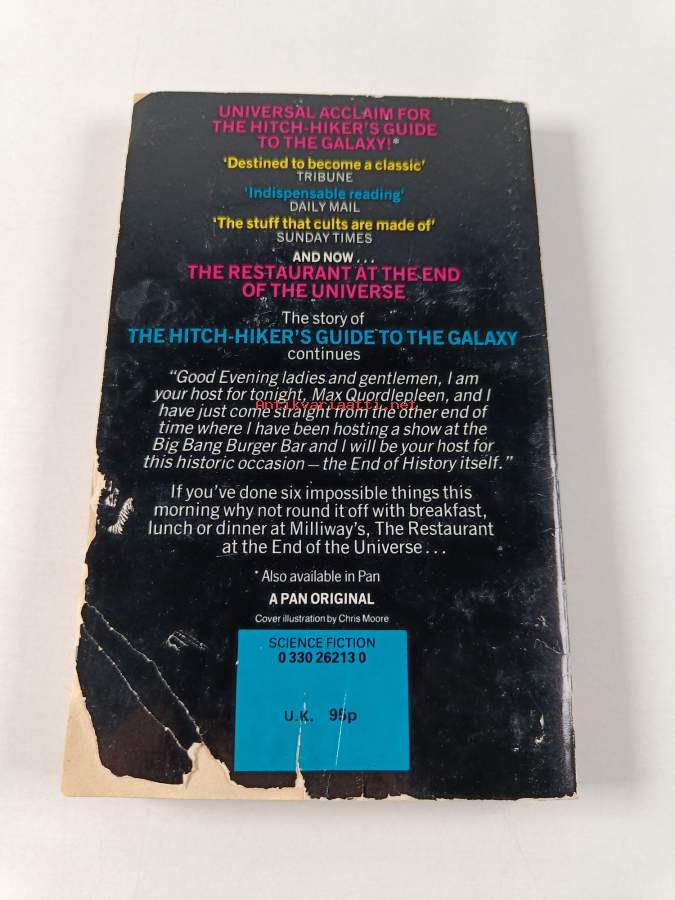 UNIVERSAL ACCLAIM FOR
THE HITCH-HIKER'S GUIDE
TO THE GALAXY!*
'Destined to become a classic'
TRIBUNE
'Indispensable reading'
DAILY MAIL
'The stuff that cults are made of'
SUNDAY TIMES
AND NOW...
THE RESTAURANT AT THE END
OF THE UNIVERSE
The story of
THE HITCH-HIKER'S GUIDE TO THE GALAXY
continues
"Good Evening ladies and gentlemen, I am
your host for tonight, Max Quordlepleen, and I
Antikvariaatti.net
have just come straight from the other end of
time where I have been hosting a show at the
Big Bang Burger Bar and I will be your host for
this historic occasion – the End of History itself."
If you've done six impossible things this
morning why not round it off with breakfast,
lunch or dinner at Milliway's, The Restaurant
at the End of the Universe...
* Also available in Pan
A PAN ORIGINAL
Cover illustration by Chris Moore
SCIENCE FICTION
0 330 26213 0
U.K. 95p